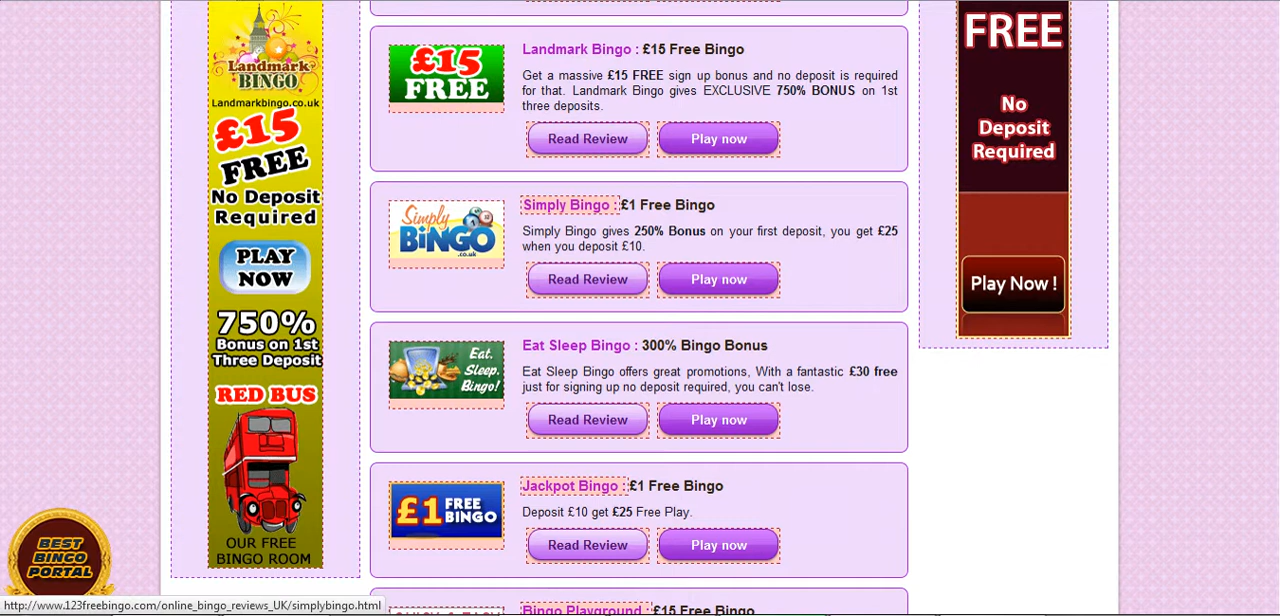 Landmark
BINGO
Landmarkbingo.co.uk
£15
FREE
No Deposit
Required
PLAY
NOW
750%
Bonus on 1st
Three Deposit
RED BUS
OUR FREE
BINGO ROOM
BEST
BINGO
PORTAL
£15
FREE
Landmark Bingo : £15 Free Bingo
Get a massive £15 FREE sign up bonus and no deposit is required
for that. Landmark Bingo gives EXCLUSIVE 750% BONUS on 1st
three deposits.
Read Review Play now
Simply
BINGO
.co.uk
Simply Bingo : £1 Free Bingo
Simply Bingo gives 250% Bonus on your first deposit, you get £25
when you deposit £10.
Read Review Play now
Eat.
Sleep.
Bingo!
Eat Sleep Bingo : 300% Bingo Bonus
Eat Sleep Bingo offers great promotions, With a fantastic £30 free
just for signing up no deposit required, you can't lose.
Read Review Play now
£1 FREE
BINGO
Jackpot Bingo : £1 Free Bingo
Deposit £10 get £25 Free Play.
Read Review Play now
Bingo Playground : £15 Free Bingo
FREE
No
Deposit
Required
Play Now !
http://www.123freebingo.com/online_bingo_reviews_UK/simplybingo.html